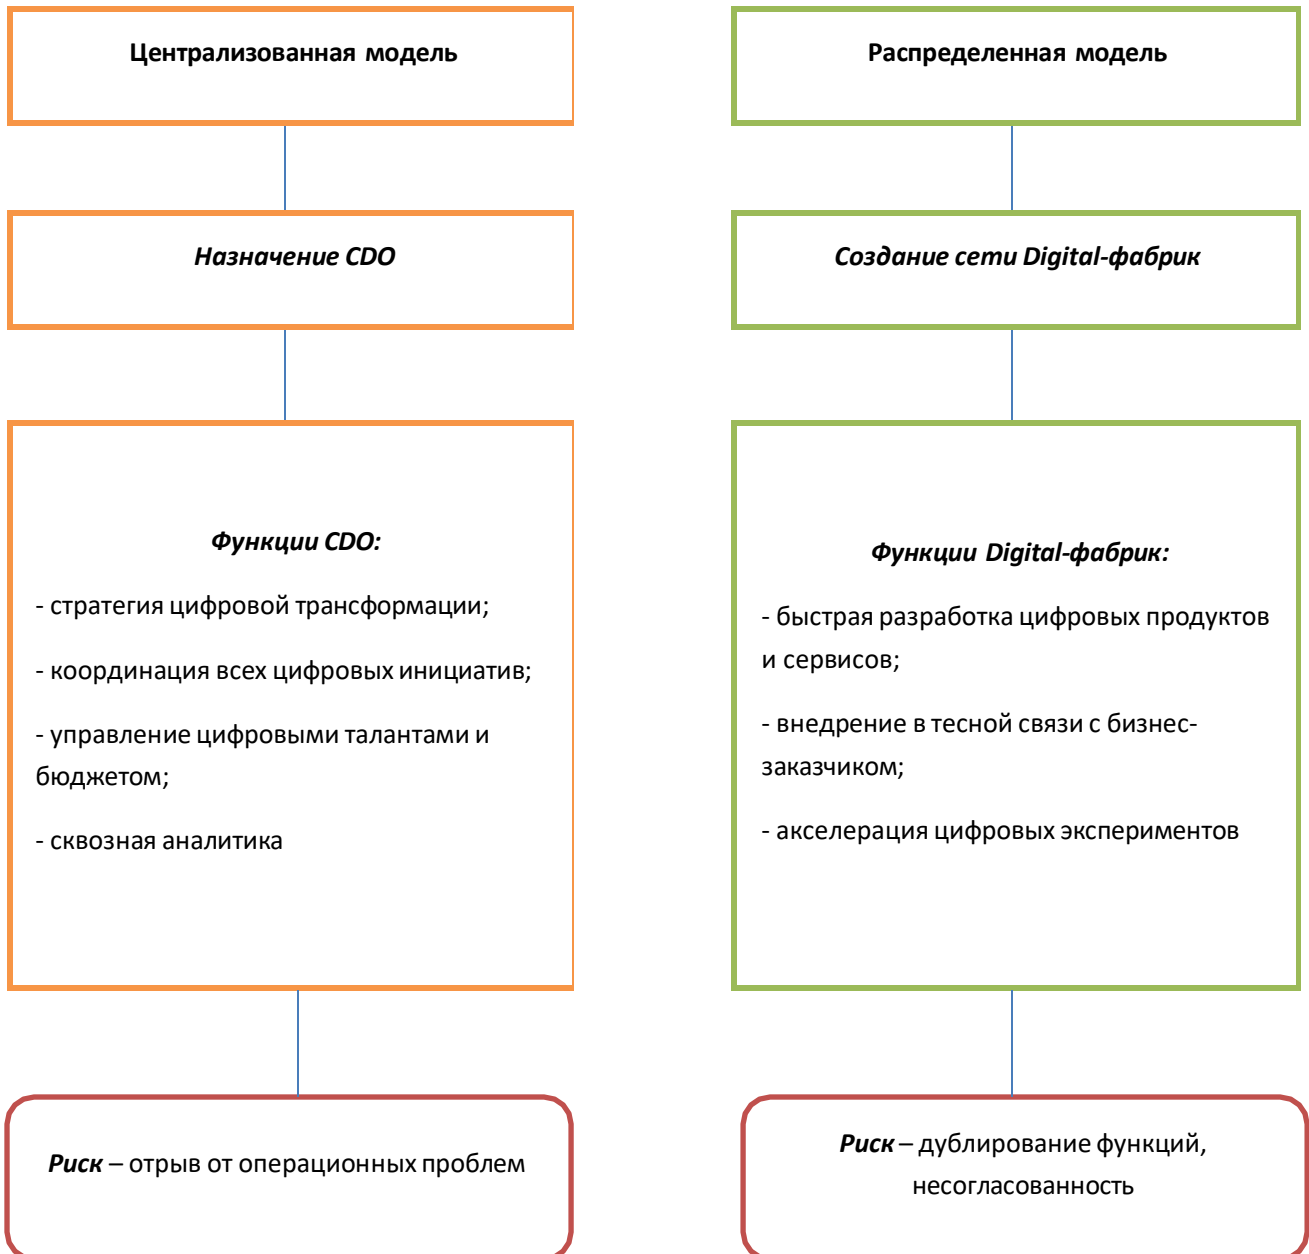 Централизованная модель
Назначение CDO
Функции CDO:
- стратегия цифровой трансформации;
- координация всех цифровых инициатив;
- управление цифровыми талантами и
бюджетом;
- сквозная аналитика
Риск – отрыв от операционных проблем
Распределенная модель
Создание сети Digital-фабрик
Функции Digital-фабрик:
- быстрая разработка цифровых продуктов
и сервисов;
- внедрение в тесной связи с бизнес-
заказчиком;
- акселерация цифровых экспериментов
Риск – дублирование функций,
несогласованность